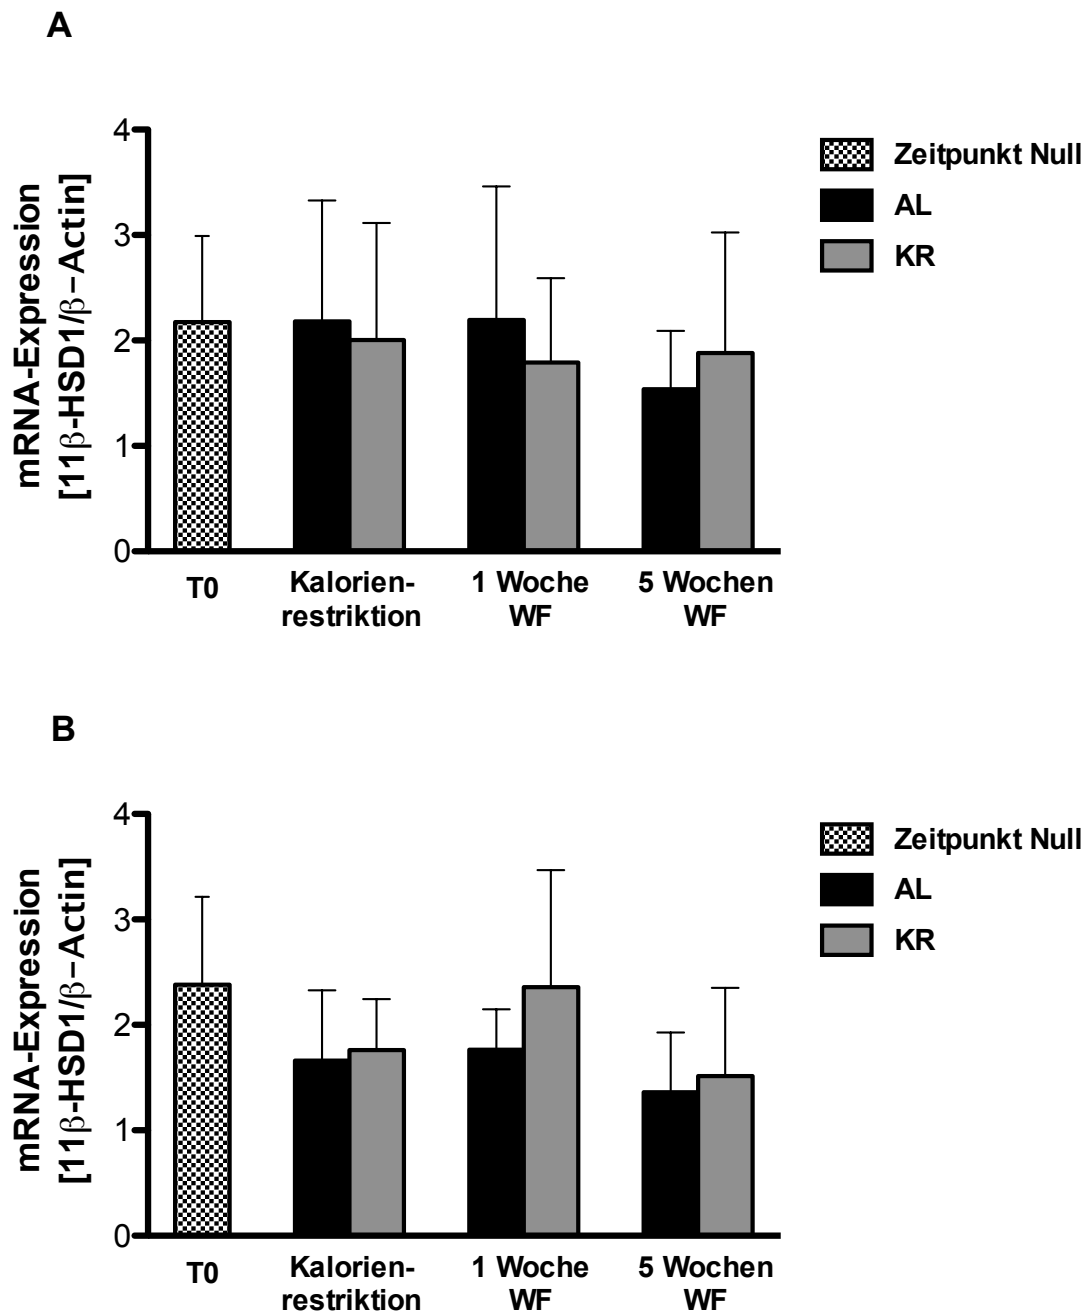 A
mRNA-Expression
[11β-HSD1/β−Actin]
4
3
2
1
0
T0
Kalorien-
restriktion
1 Woche
WF
5 Wochen
WF
Zeitpunkt Null
AL
KR
B
mRNA-Expression
[11β-HSD1/β−Actin]
4
3
2
1
0
T0
Kalorien-
restriktion
1 Woche
WF
5 Wochen
WF
Zeitpunkt Null
AL
KR